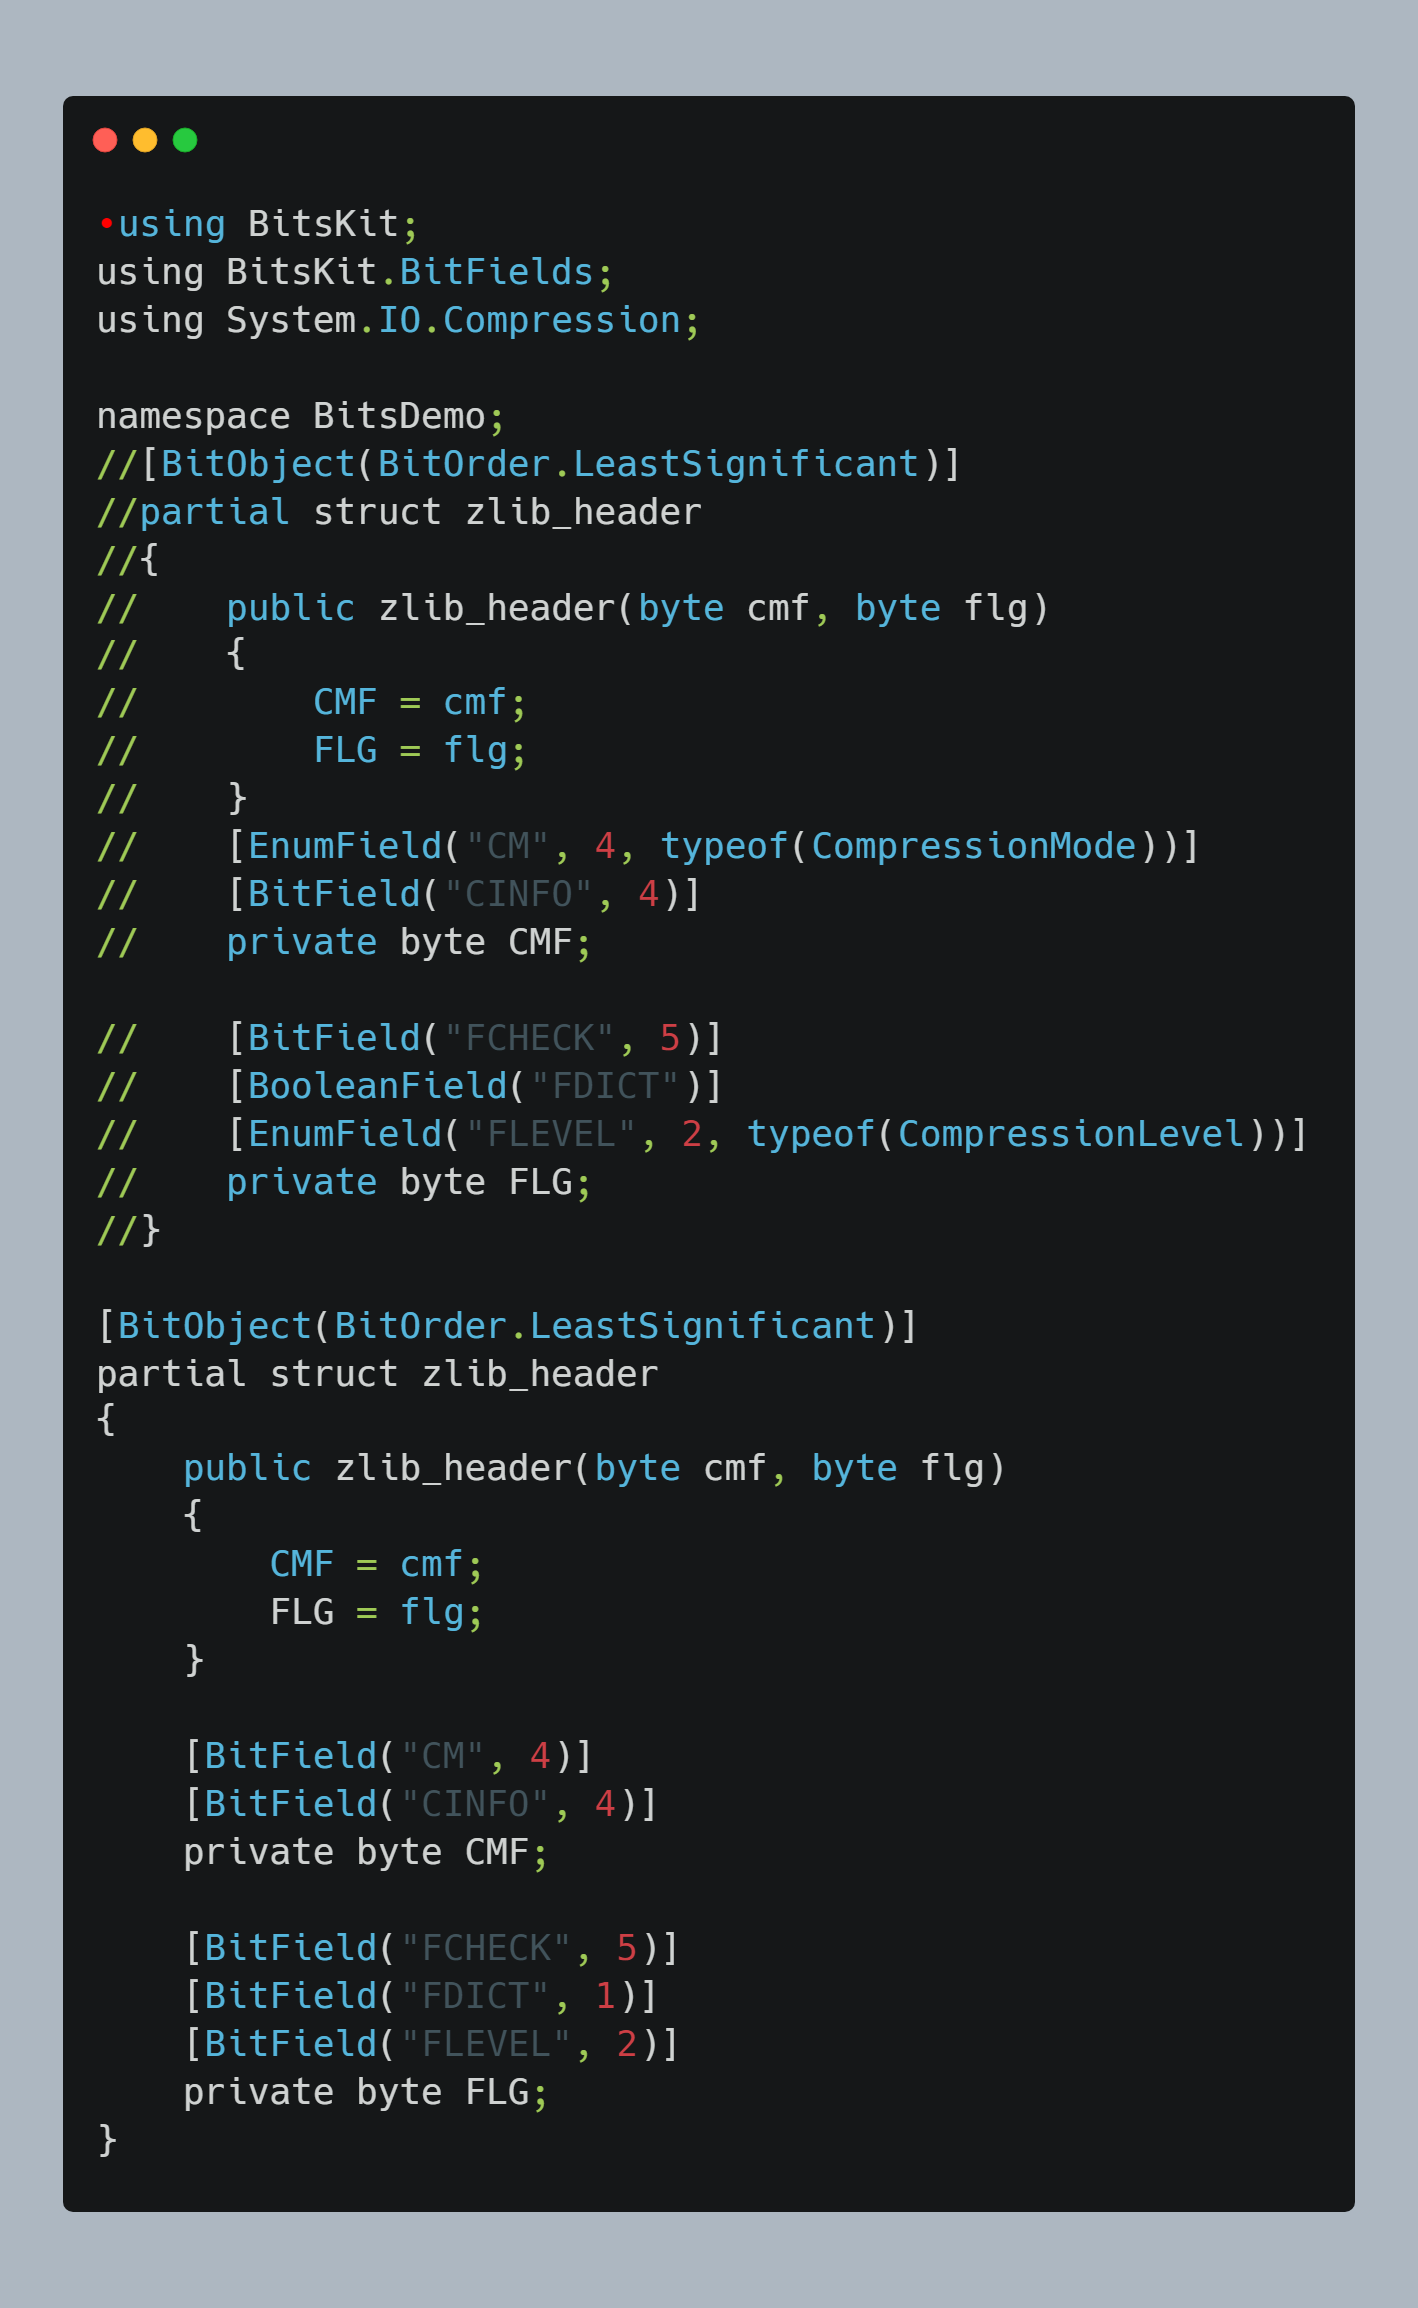 •using BitsKit;
using BitsKit.BitFields;
using System.IO.Compression;

namespace BitsDemo;
//[BitObject(BitOrder.LeastSignificant)]
//partial struct zlib_header
//{
//    public zlib_header(byte cmf, byte flg)
//    {
//        CMF = cmf;
//        FLG = flg;
//    }
//    [EnumField("CM", 4, typeof(CompressionMode))]
//    [BitField("CINFO", 4)]
//    private byte CMF;

//    [BitField("FCHECK", 5)]
//    [BooleanField("FDICT")]
//    [EnumField("FLEVEL", 2, typeof(CompressionLevel))]
//    private byte FLG;
//}

[BitObject(BitOrder.LeastSignificant)]
partial struct zlib_header
{
    public zlib_header(byte cmf, byte flg)
    {
        CMF = cmf;
        FLG = flg;
    }

    [BitField("CM", 4)]
    [BitField("CINFO", 4)]
    private byte CMF;

    [BitField("FCHECK", 5)]
    [BitField("FDICT", 1)]
    [BitField("FLEVEL", 2)]
    private byte FLG;
}